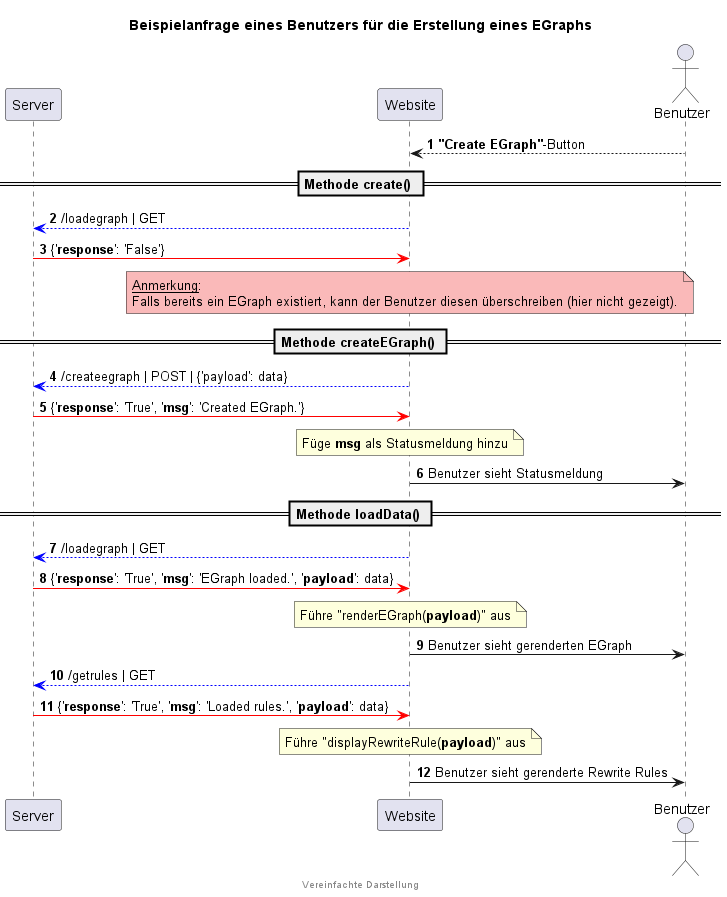 Beispielanfrage eines Benutzers für die Erstellung eines EGraphs
Server
Website
Benutzer
1 "Create EGraph"-Button
Methode create()
2 /loadegraph | GET
3 {'response': 'False'}
Anmerkung:
Falls bereits ein EGraph existiert, kann der Benutzer diesen überschreiben (hier nicht gezeigt).
Methode createEGraph()
4 /createegraph | POST | {'payload': data}
5 {'response': 'True', 'msg': 'Created EGraph.'}
Füge msg als Statusmeldung hinzu
6 Benutzer sieht Statusmeldung
Methode loadData()
7 /loadegraph | GET
8 {'response': 'True', 'msg': 'EGraph loaded.', 'payload': data}
Führe "renderEGraph(payload)" aus
9 Benutzer sieht gerenderten EGraph
10 /getrules | GET
11 {'response': 'True', 'msg': 'Loaded rules.', 'payload': data}
Führe "displayRewriteRule(payload)" aus
12 Benutzer sieht gerenderte Rewrite Rules
Server
Website
Benutzer
Vereinfachte Darstellung